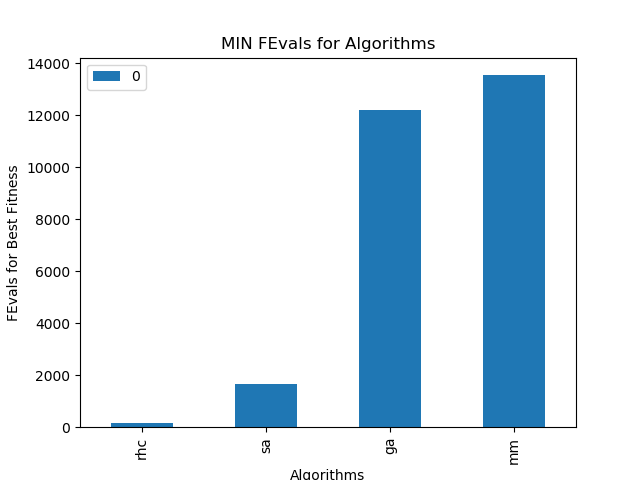 MIN FEvals for Algorithms
0
FEvals for Best Fitness
14000
12000
10000
8000
6000
4000
2000
0
rhc
sa
ga
mm
Algorithms